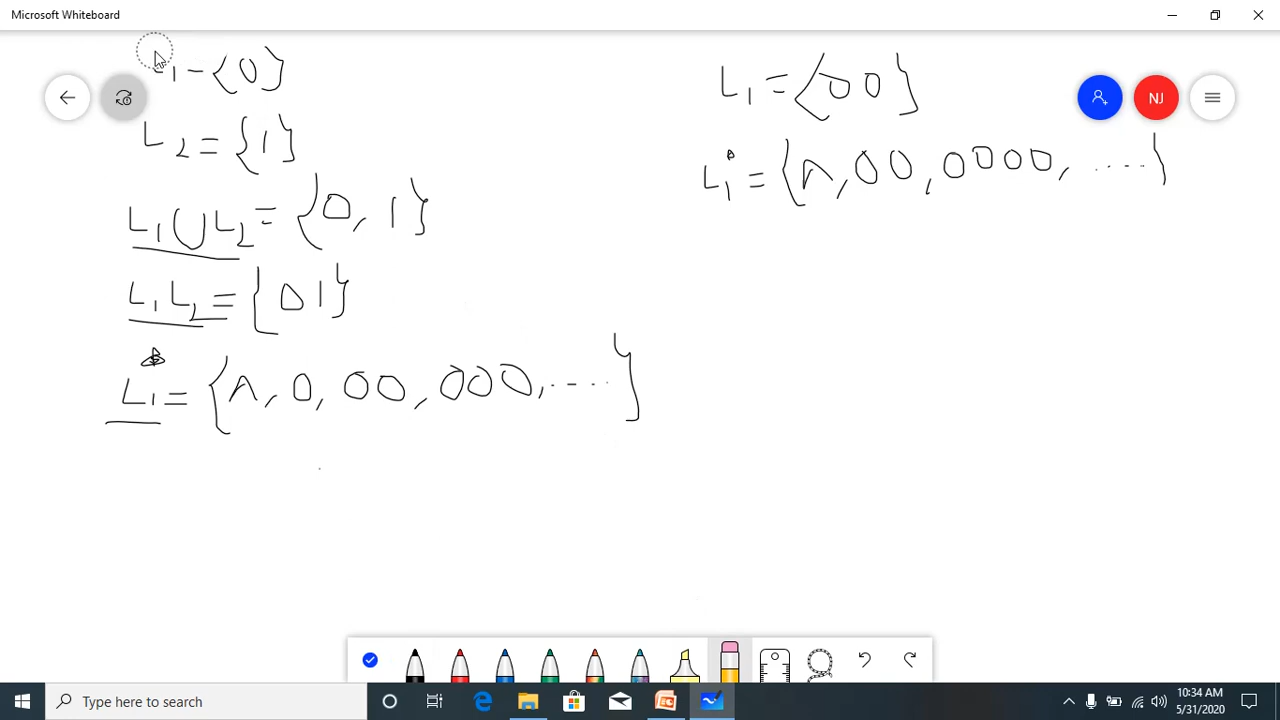 Microsoft Whiteboard
L₁ = {0}
L₂ = {1}
L₁ ∪ L₂ = {0, 1}
L₁L₂ = {01}
L₁* = {Λ, 0, 00, 000, ....}
L₁ = {00}
L₁* = {Λ, 00, 0000, ....}
NJ
Type here to search
10:34 AM
5/31/2020